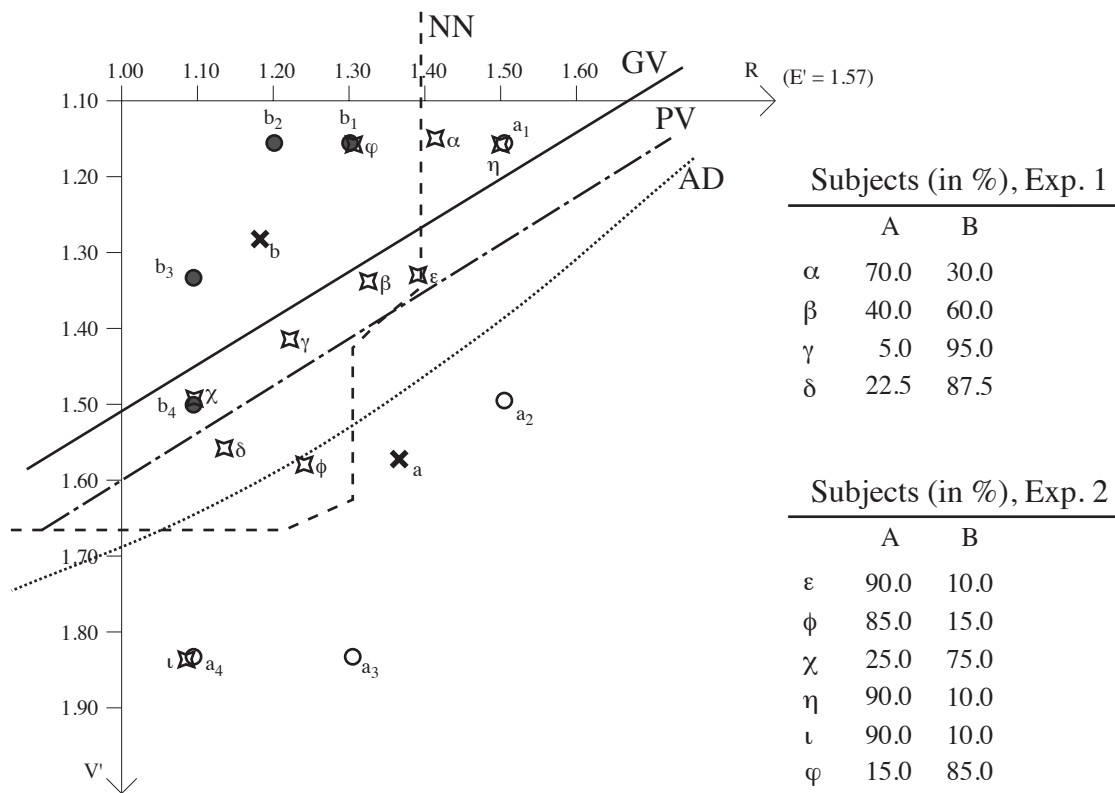 NN
GV
1.00 1.10 1.20 1.30 1.40 1.50 1.60 R (E' = 1.57)
1.10
PV
b2 b1 a1
φ α η
1.20
AD
b
1.30
b3
β ε
1.40
γ
χ
1.50
b4
a2
δ
ϕ a
1.60
1.70
1.80
ι a4 a3
1.90
V'
Subjects (in %), Exp. 1
A B
α 70.0 30.0
β 40.0 60.0
γ 5.0 95.0
δ 22.5 87.5
Subjects (in %), Exp. 2
A B
ε 90.0 10.0
ϕ 85.0 15.0
χ 25.0 75.0
η 90.0 10.0
ι 90.0 10.0
φ 15.0 85.0